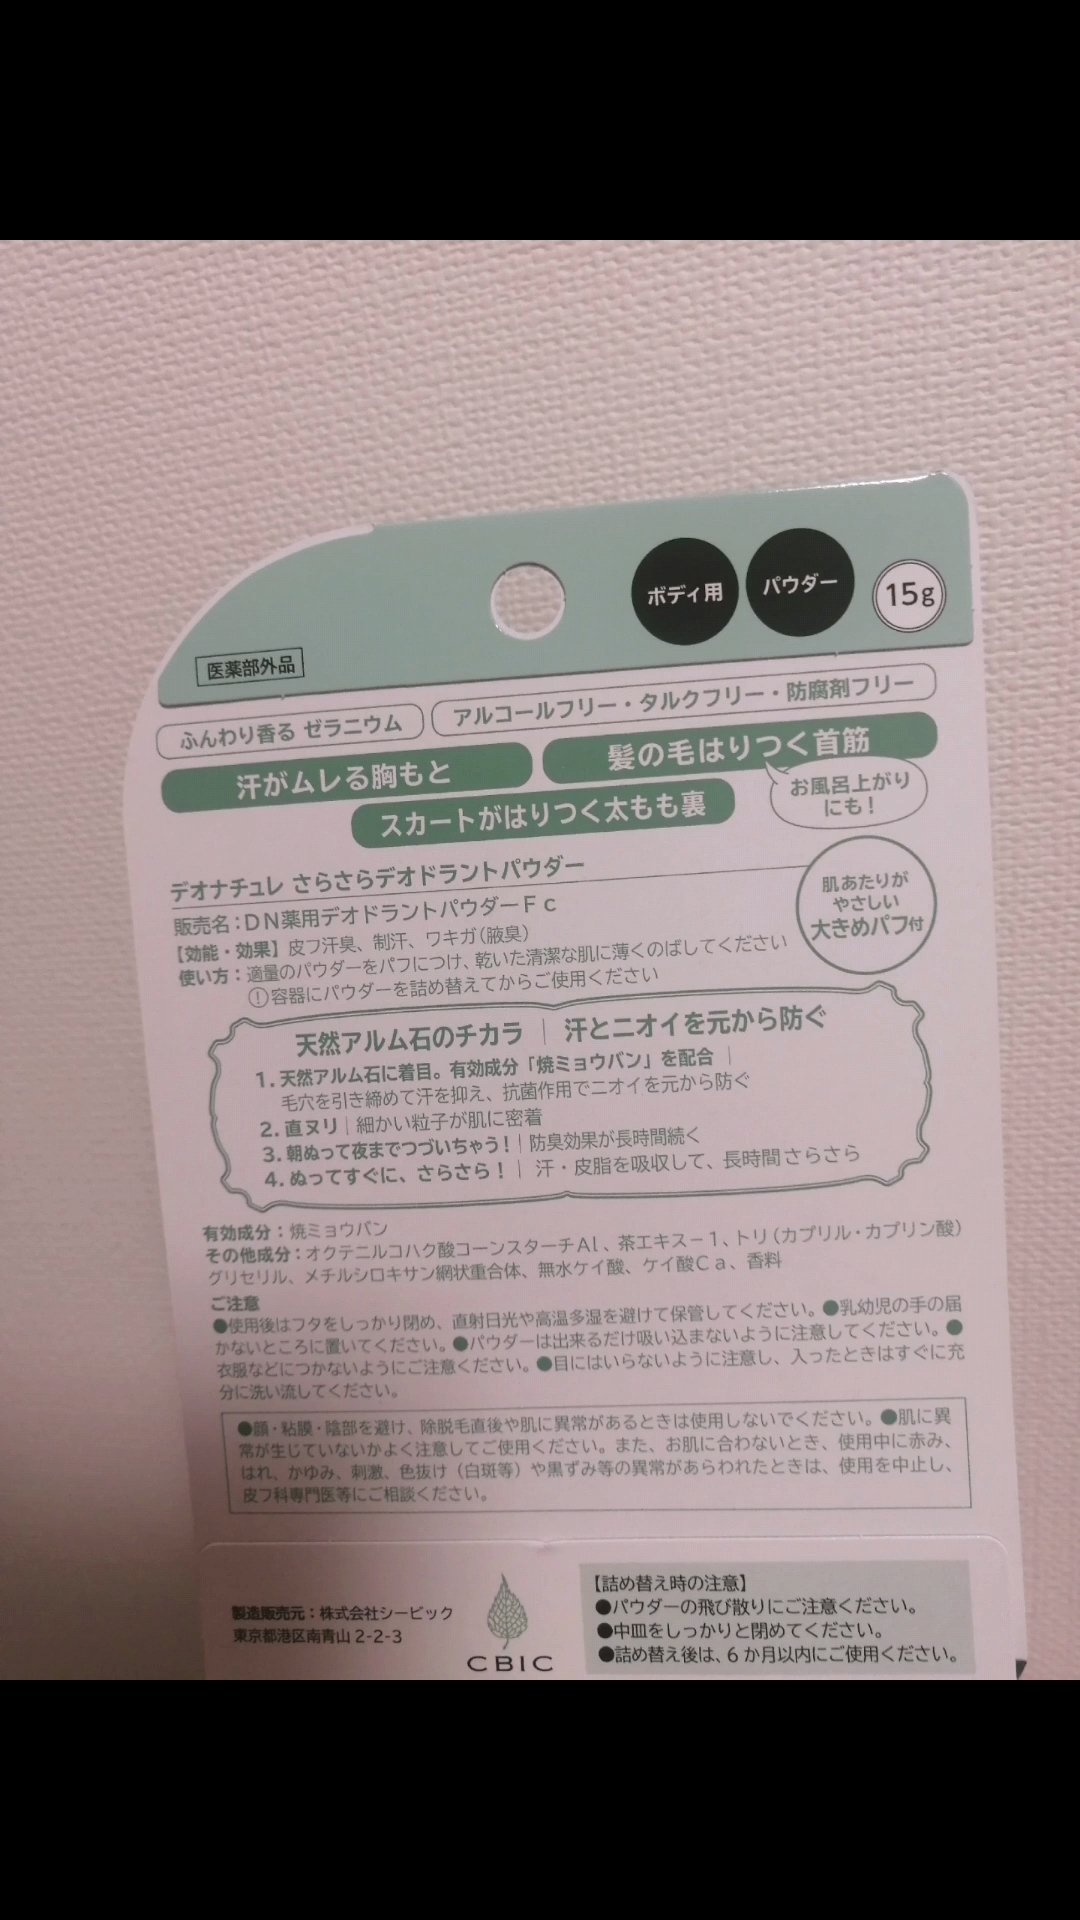 ボディ用
パウダー
15g
医薬部外品
ふんわり香る ゼラニウム
アルコールフリー・タルクフリー・防腐剤フリー
汗がムレる胸もと
髪の毛はりつく首筋
スカートがはりつく太もも裏
お風呂上がり
にも！
デオナチュレ さらさらデオドラントパウダー
販売名：DN薬用デオドラントパウダーFc
【効能・効果】皮フ汗臭、制汗、ワキガ（腋臭）
使い方：適量のパウダーをパフにつけ、乾いた清潔な肌に薄くのばしてください
！容器にパウダーを詰め替えてからご使用ください
肌あたりが
やさしい
大きめパフ付
天然アルム石のチカラ｜汗とニオイを元から防ぐ
1. 天然アルム石に着目。有効成分「焼ミョウバン」を配合｜
毛穴を引き締めて汗を抑え、抗菌作用でニオイを元から防ぐ
2. 直ヌリ｜細かい粒子が肌に密着
3. 朝ぬって夜までつづいちゃう！｜防臭効果が長時間続く
4. ぬってすぐに、さらさら！｜汗・皮脂を吸収して、長時間さらさら
有効成分：焼ミョウバン
その他成分：オクテニルコハク酸コーンスターチAl、茶エキス－1、トリ（カプリル・カプリン酸）
グリセリル、メチルシロキサン網状重合体、無水ケイ酸、ケイ酸Ca、香料
ご注意
●使用後はフタをしっかり閉め、直射日光や高温多湿を避けて保管してください。●乳幼児の手の届
かないところに置いてください。●パウダーは出来るだけ吸い込まないように注意してください。●
衣服などにつかないようにご注意ください。●目にはいらないように注意し、入ったときはすぐに充
分に洗い流してください。
●顔・粘膜・陰部を避け、除脱毛直後や肌に異常があるときは使用しないでください。●肌に異
常が生じていないかよく注意してご使用ください。また、お肌に合わないとき、使用中に赤み、
はれ、かゆみ、刺激、色抜け（白斑等）や黒ずみ等の異常があらわれたときは、使用を中止し、
皮フ科専門医等にご相談ください。
製造販売元：株式会社シービック
東京都港区南青山2-2-3
CBIC
【詰め替え時の注意】
●パウダーの飛び散りにご注意ください。
●中皿をしっかりと閉めてください。
●詰め替え後は、6か月以内にご使用ください。